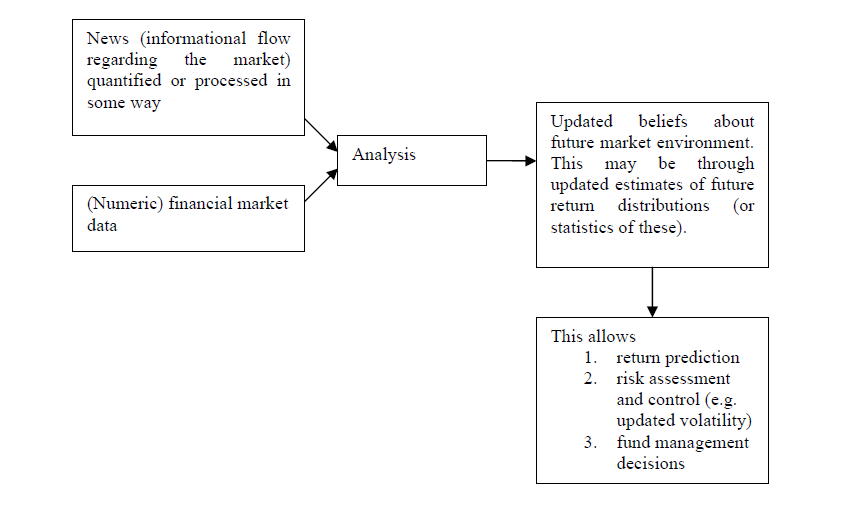 News (informational flow
regarding the market)
quantified or processed in
some way
(Numeric) financial market
data
Analysis
Updated beliefs about
future market environment.
This may be through
updated estimates of future
return distributions (or
statistics of these).
This allows
1. return prediction
2. risk assessment
and control (e.g.
updated volatility)
3. fund management
decisions